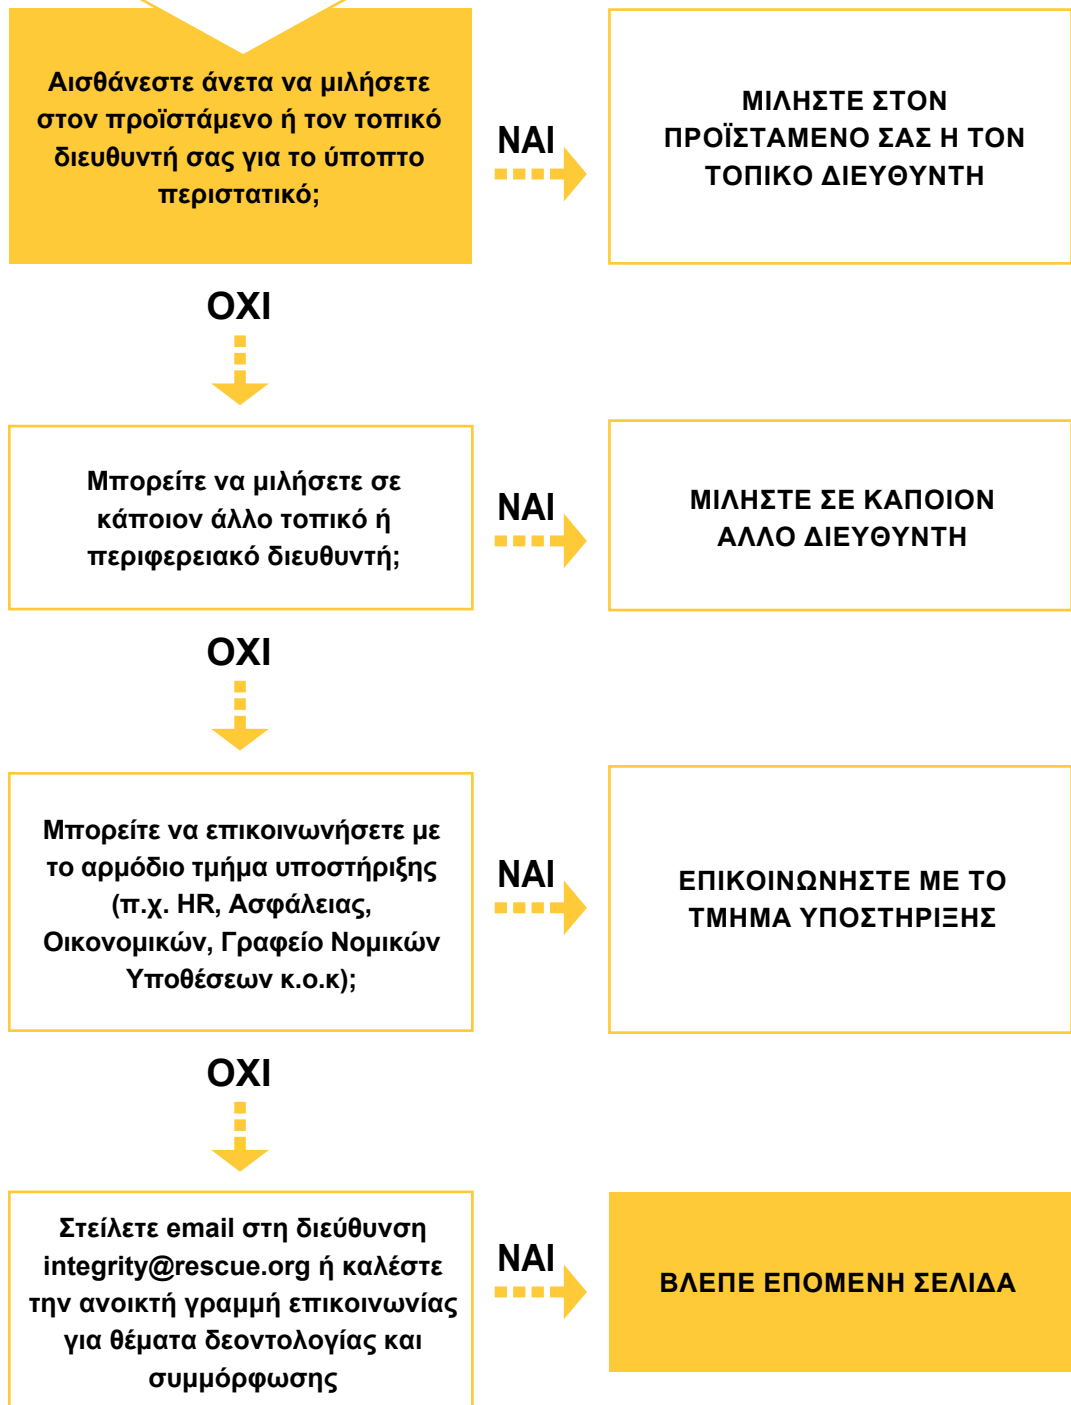 Αισθάνεστε άνετα να μιλήσετε
στον προϊστάμενο ή τον τοπικό
διευθυντή σας για το ύποπτο
περιστατικό;
ΝΑΙ
ΜΙΛΗΣΤΕ ΣΤΟΝ
ΠΡΟΪΣΤΑΜΕΝΟ ΣΑΣ Η ΤΟΝ
ΤΟΠΙΚΟ ΔΙΕΥΘΥΝΤΗ
ΟΧΙ
Μπορείτε να μιλήσετε σε
κάποιον άλλο τοπικό ή
περιφερειακό διευθυντή;
ΝΑΙ
ΜΙΛΗΣΤΕ ΣΕ ΚΑΠΟΙΟΝ
ΑΛΛΟ ΔΙΕΥΘΥΝΤΗ
ΟΧΙ
Μπορείτε να επικοινωνήσετε με
το αρμόδιο τμήμα υποστήριξης
(π.χ. HR, Ασφάλειας,
Οικονομικών, Γραφείο Νομικών
Υποθέσεων κ.ο.κ);
ΝΑΙ
ΕΠΙΚΟΙΝΩΝΗΣΤΕ ΜΕ ΤΟ
ΤΜΗΜΑ ΥΠΟΣΤΗΡΙΞΗΣ
ΟΧΙ
Στείλετε email στη διεύθυνση
integrity@rescue.org ή καλέστε
την ανοικτή γραμμή επικοινωνίας
για θέματα δεοντολογίας και
συμμόρφωσης
ΝΑΙ
ΒΛΕΠΕ ΕΠΟΜΕΝΗ ΣΕΛΙΔΑ